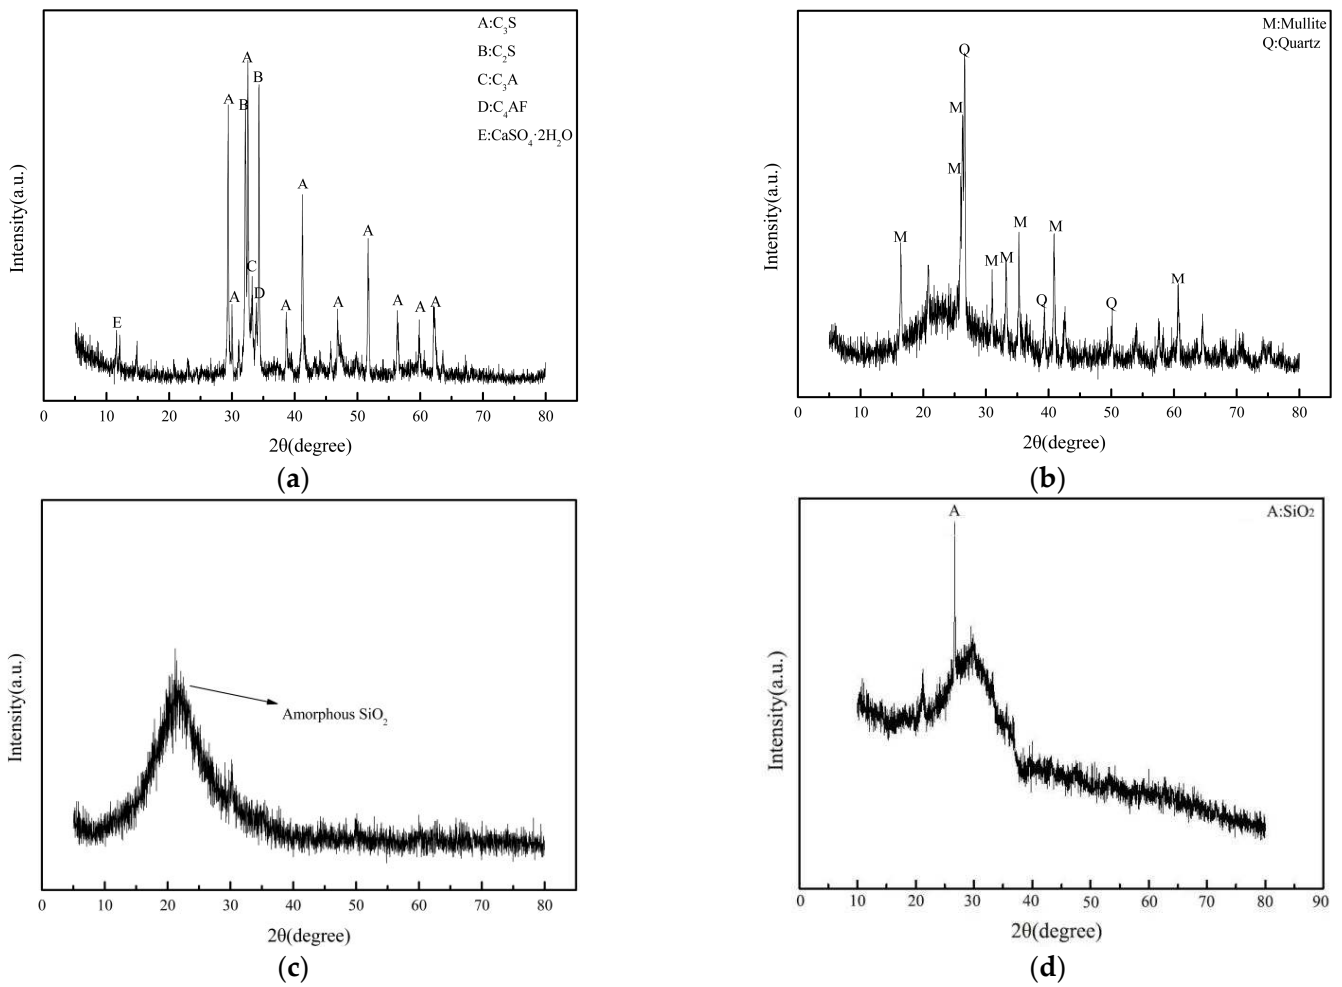 A:C₃S
B:C₂S
C:C₃A
D:C₄AF
E:CaSO₄·2H₂O
A
B
A
B
A
C
D
A
A
A
A
A
A
A
E
Intensity(a.u.)
0 10 20 30 40 50 60 70 80
2θ(degree)
(a)
M:Mullite
Q:Quartz
Q
M
M
M
M
M
M
M
Q
Q
M
Intensity(a.u.)
0 10 20 30 40 50 60 70 80
2θ(degree)
(b)
Amorphous SiO₂
Intensity(a.u.)
0 10 20 30 40 50 60 70 80
2θ(degree)
(c)
A
A:SiO₂
Intensity(a.u.)
0 10 20 30 40 50 60 70 80 90
2θ(degree)
(d)